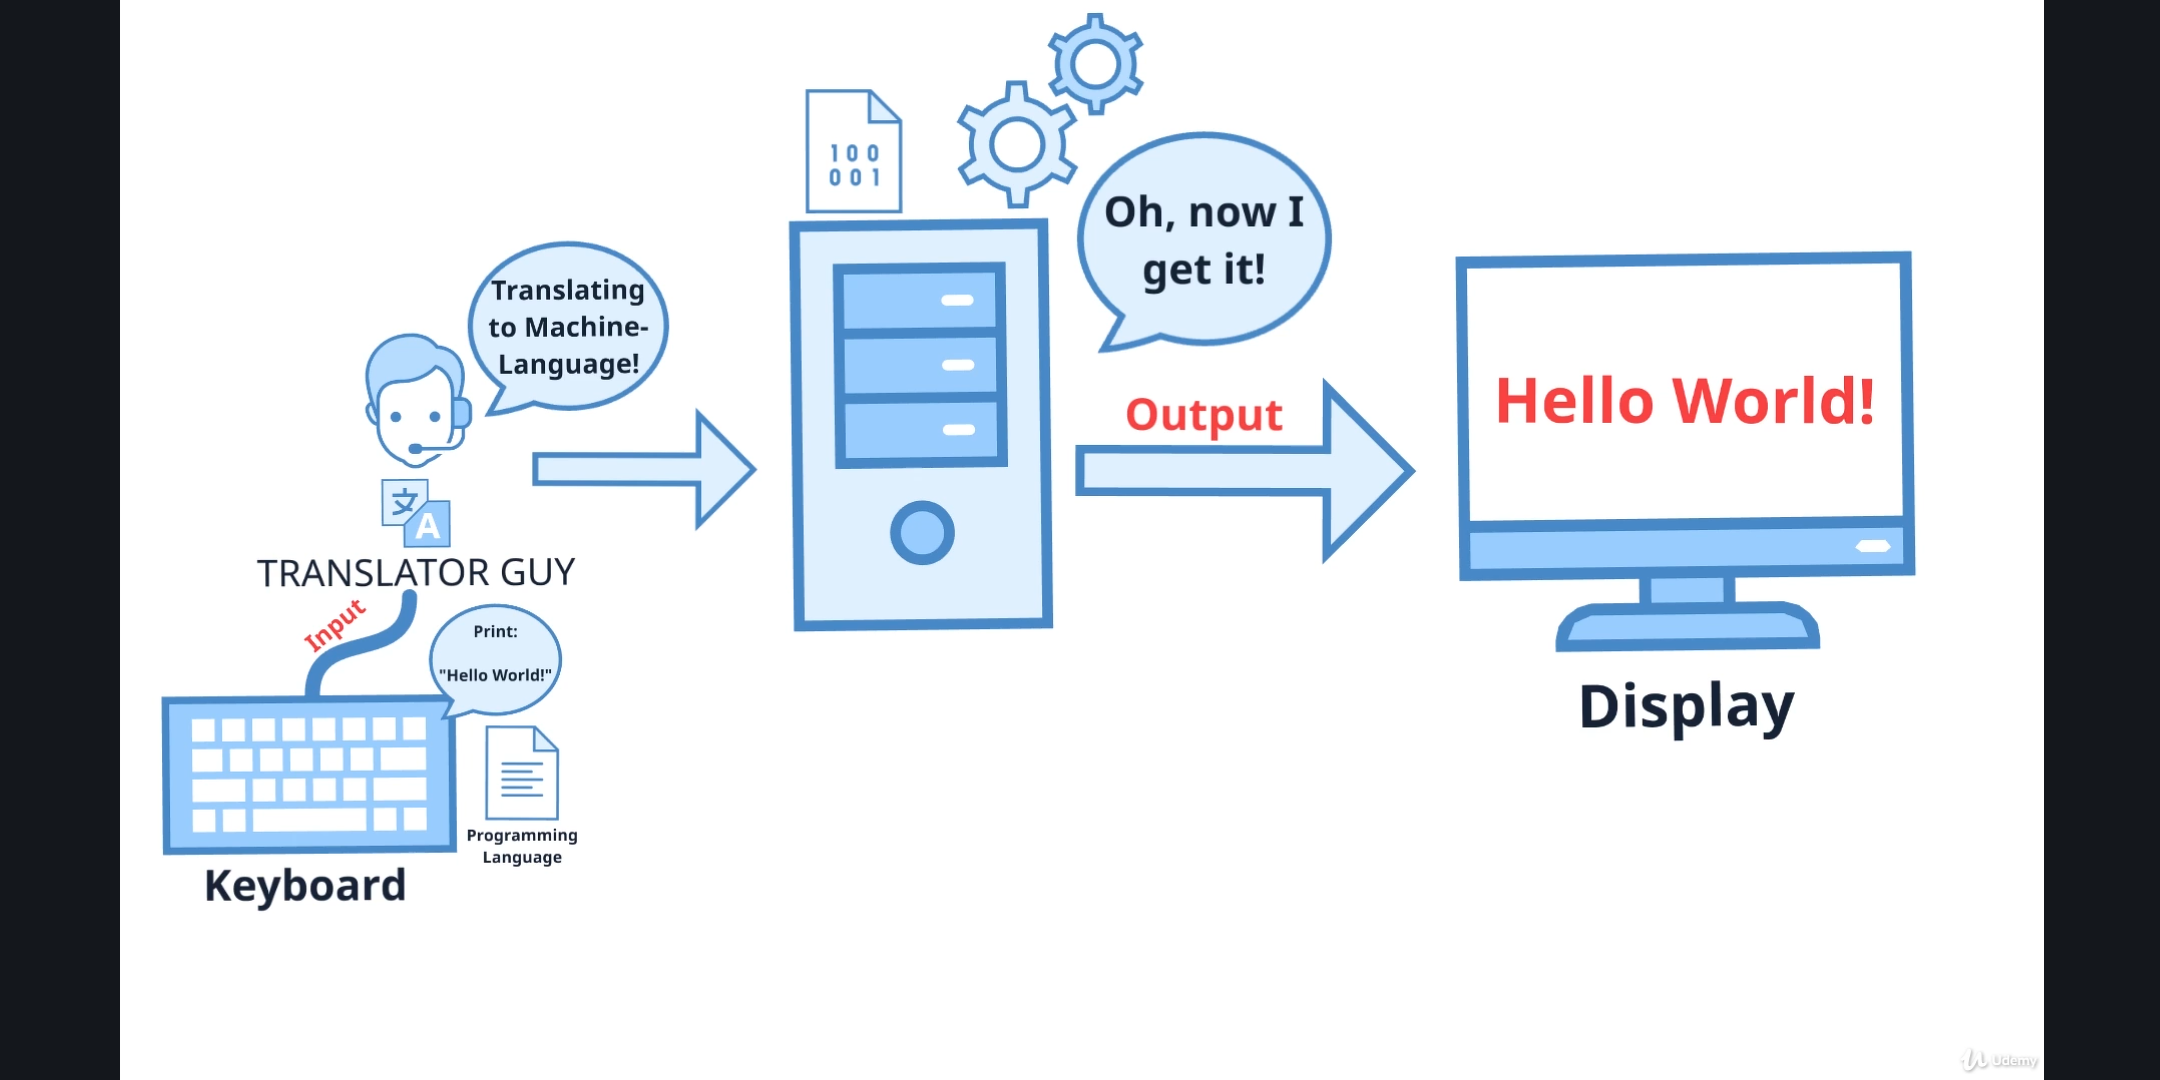 100
001
Oh, now I
get it!
Translating
to Machine-
Language!
文
A
TRANSLATOR GUY
Input
Print:
"Hello World!"
Programming
Language
Keyboard
Output
Hello World!
Display
Udemy